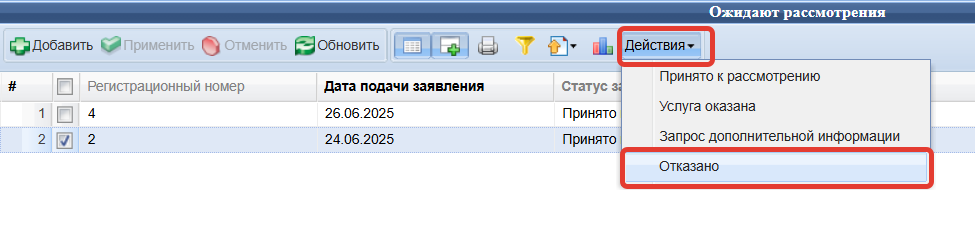 Ожидают рассмотрения
Добавить Применить Отменить Обновить Действия
# Регистрационный номер Дата подачи заявления Статус за
1 4 26.06.2025 Принято
2 2 24.06.2025 Принято
Принято к рассмотрению
Услуга оказана
Запрос дополнительной информации
Отказано